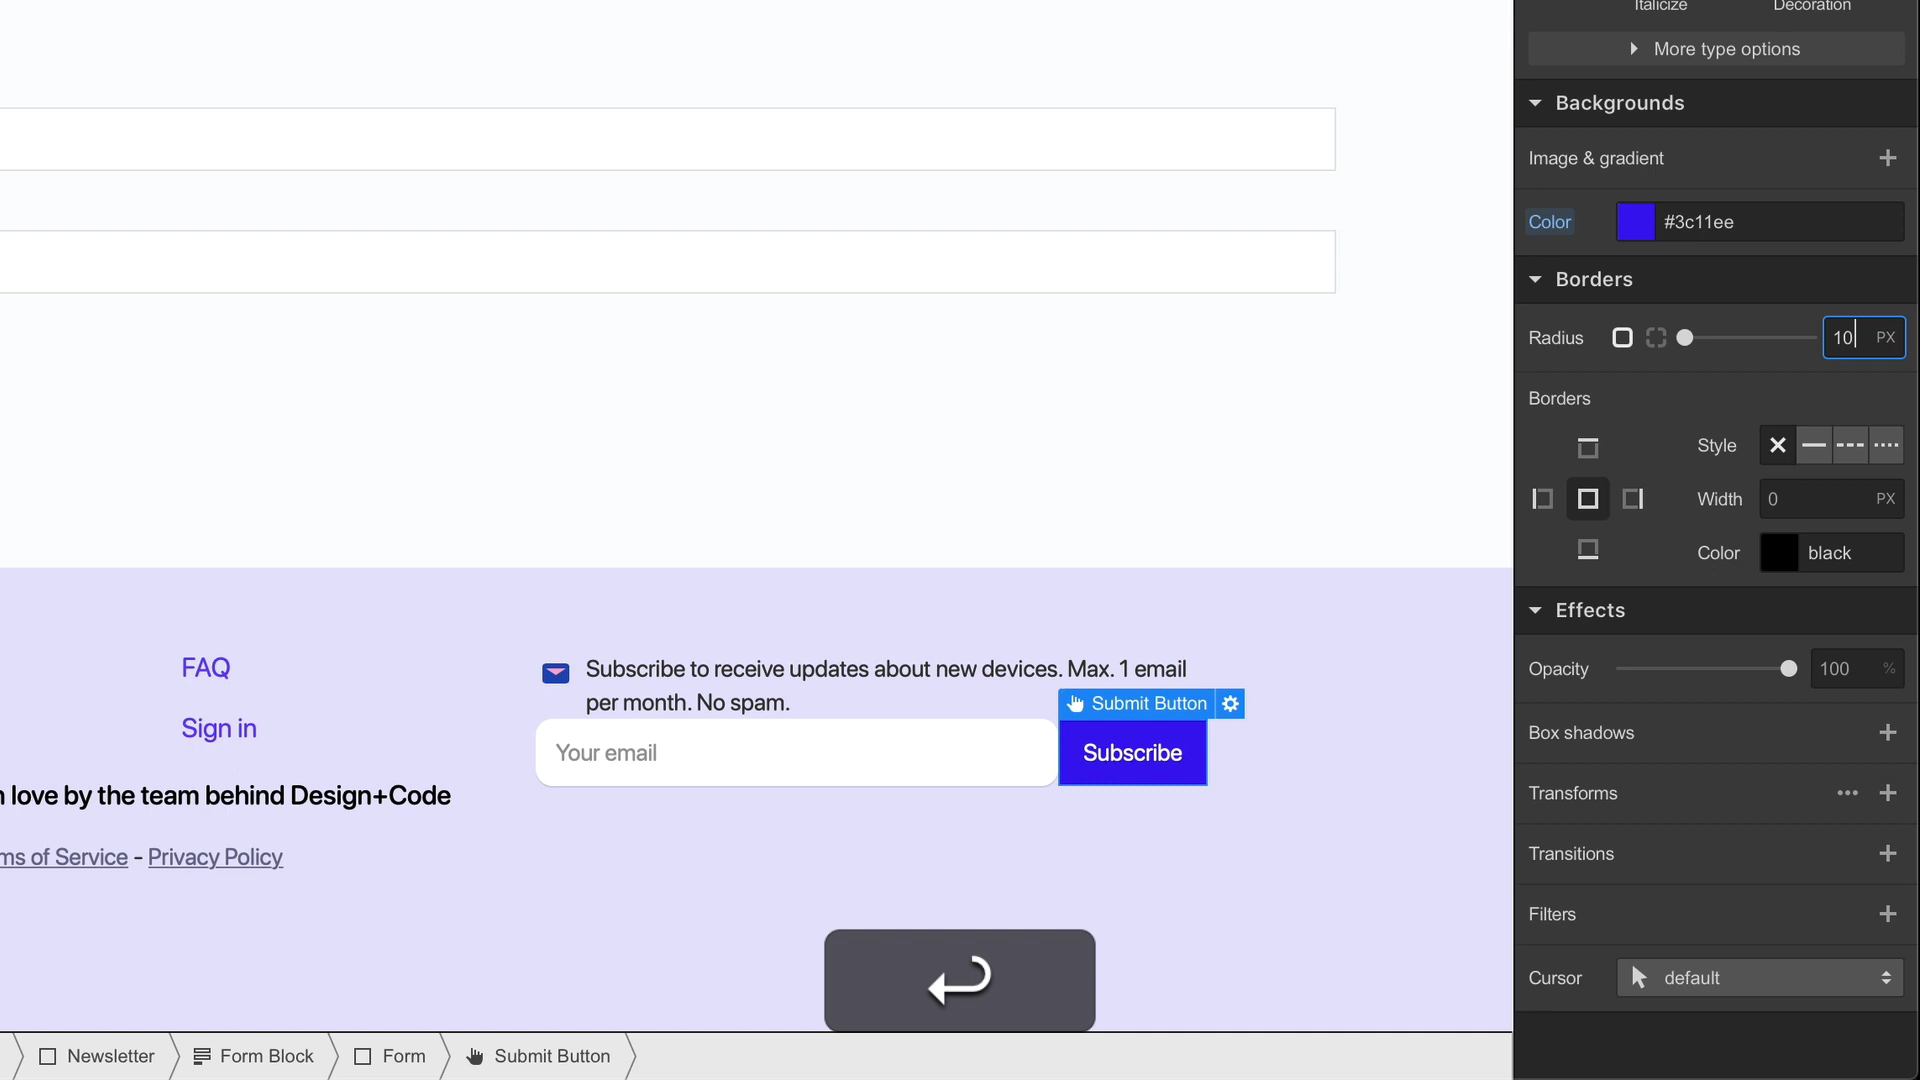 Italicize Decoration
More type options
Backgrounds
Image & gradient
Color #3c11ee
Borders
Radius 10 PX
Borders
Style
Width 0 PX
Color black
Effects
Opacity 100 %
Box shadows
Transforms
Transitions
Filters
Cursor default
FAQ
Sign in
n love by the team behind Design+Code
ms of Service - Privacy Policy
Subscribe to receive updates about new devices. Max. 1 email
per month. No spam.
Submit Button
Your email Subscribe
Newsletter Form Block Form Submit Button